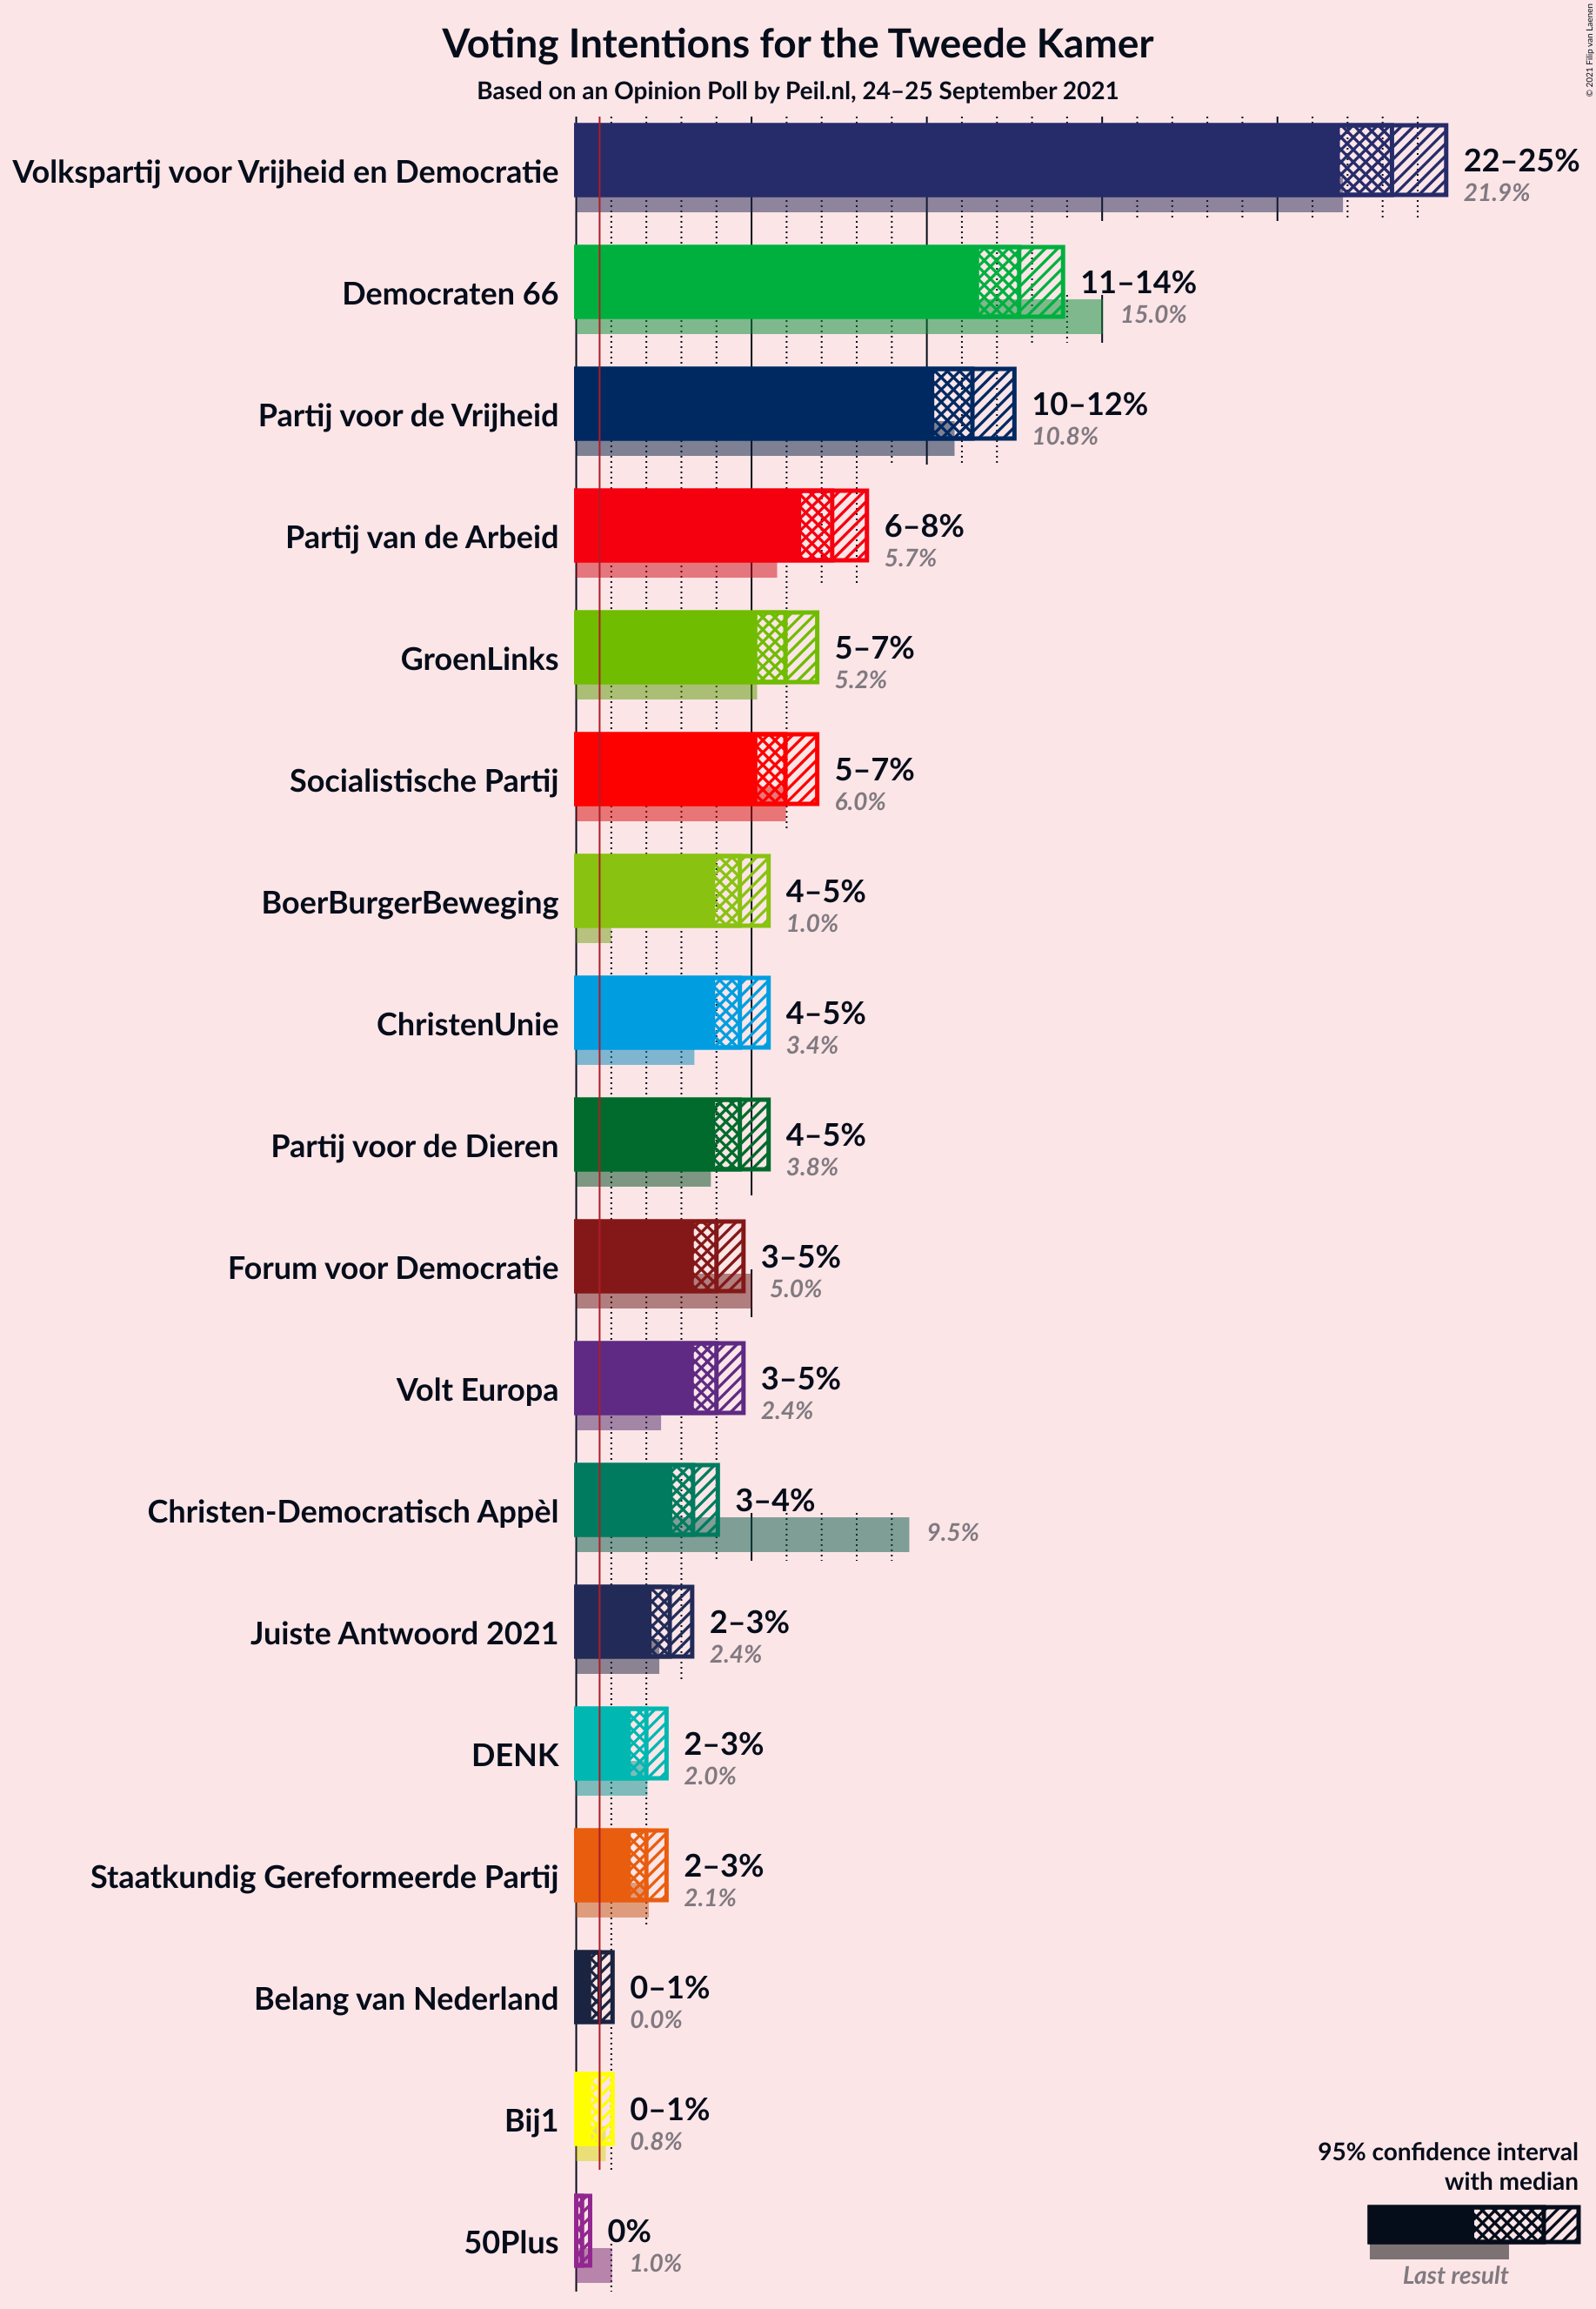 Voting Intentions for the Tweede Kamer
Based on an Opinion Poll by Peil.nl, 24–25 September 2021
© 2021 Filip van Laenen
Volkspartij voor Vrijheid en Democratie
22–25%
21.9%
Democraten 66
11–14%
15.0%
Partij voor de Vrijheid
10–12%
10.8%
Partij van de Arbeid
6–8%
5.7%
GroenLinks
5–7%
5.2%
Socialistische Partij
5–7%
6.0%
BoerBurgerBeweging
4–5%
1.0%
ChristenUnie
4–5%
3.4%
Partij voor de Dieren
4–5%
3.8%
Forum voor Democratie
3–5%
5.0%
Volt Europa
3–5%
2.4%
Christen-Democratisch Appèl
3–4%
9.5%
Juiste Antwoord 2021
2–3%
2.4%
DENK
2–3%
2.0%
Staatkundig Gereformeerde Partij
2–3%
2.1%
Belang van Nederland
0–1%
0.0%
Bij1
0–1%
0.8%
50Plus
0%
1.0%
95% confidence interval
with median
Last result